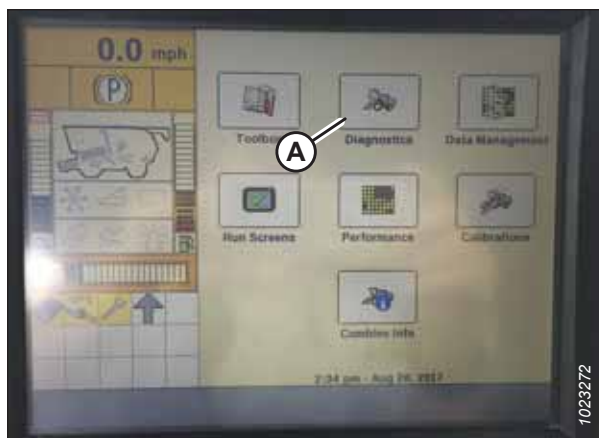 0.0 mph
(P)
Toolbox
Diagnostics
Data Management
A
Run Screens
Performance
Calibrations
Combine Info
2:34 pm - Aug 20, 2017
1023272